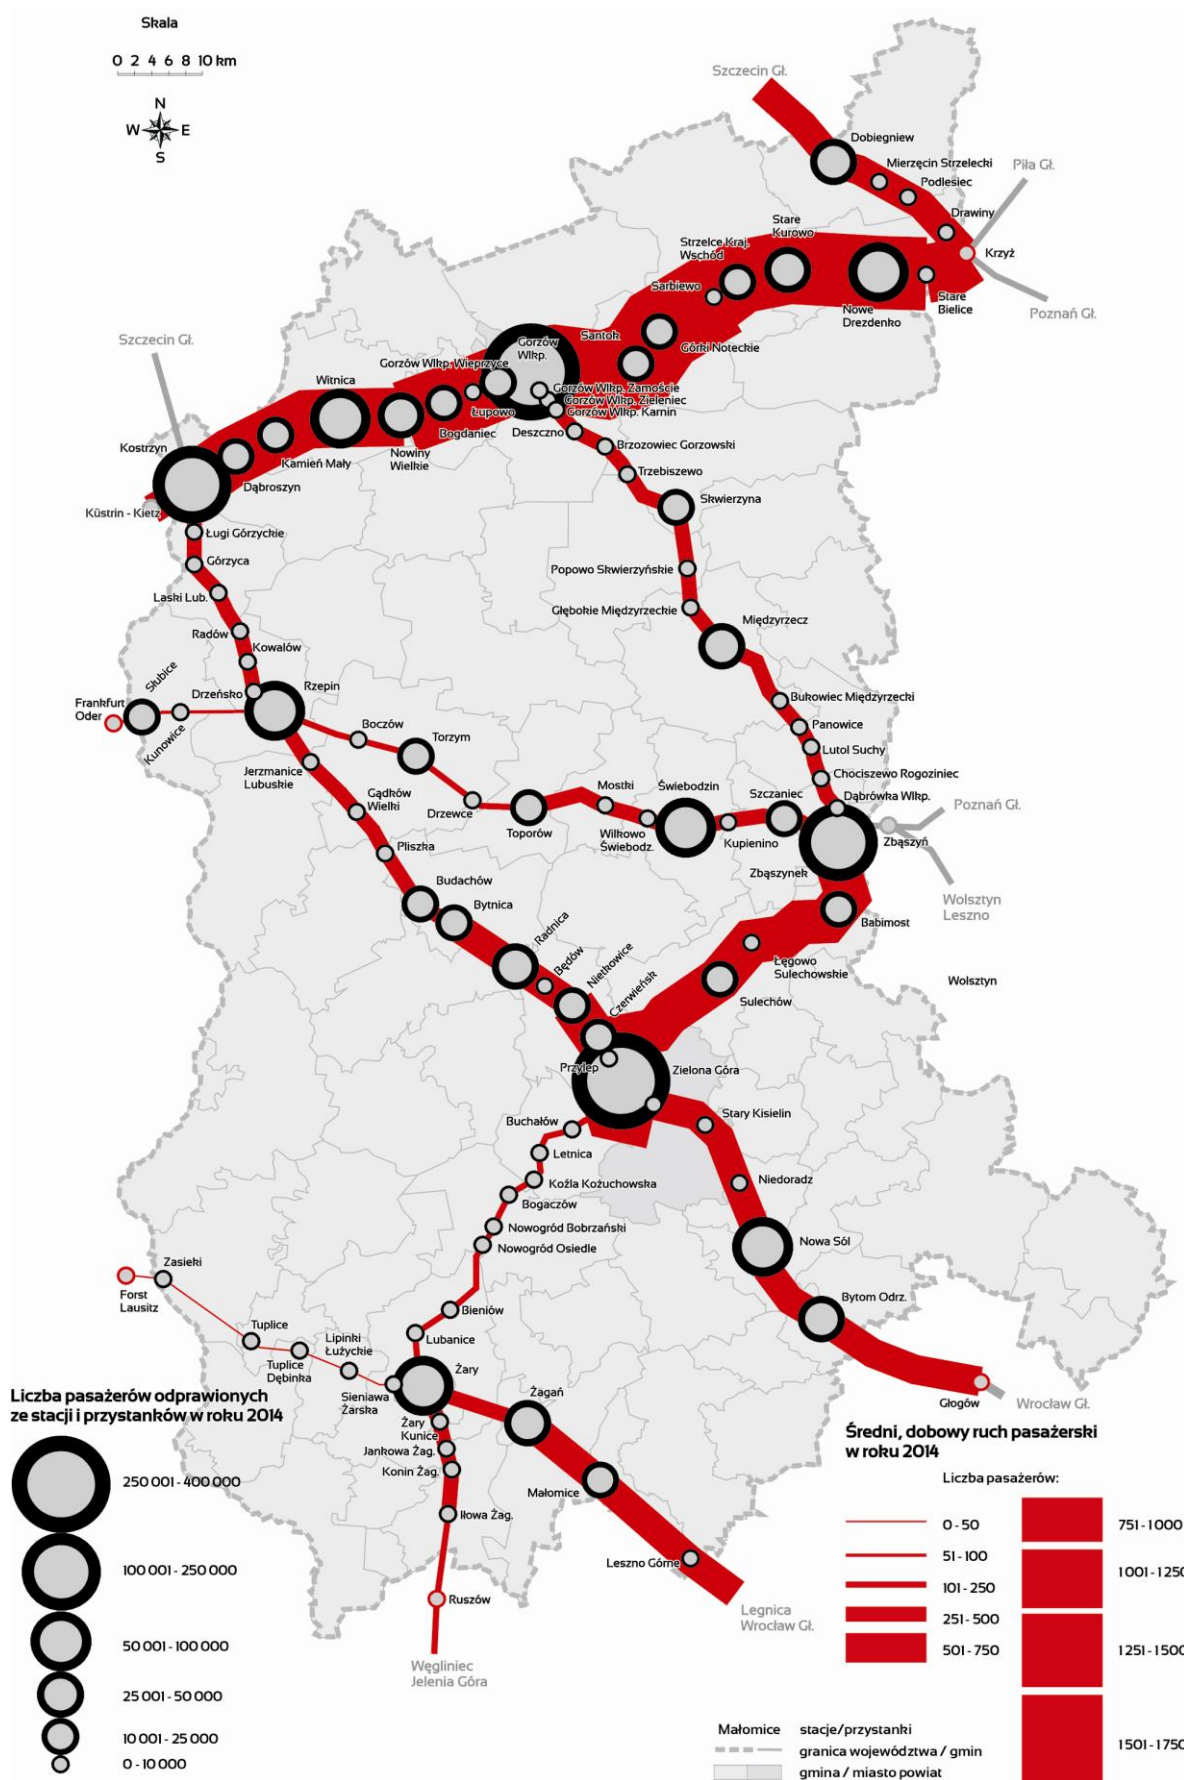 Skala
0 2 4 6 8 10 km
N
W E
S
Szczecin Gł.
Dobiegniew
Mierzęcin Strzelecki
Podlesiec
Piła Gł.
Drawiny
Krzyż
Stare
Kurowo
Strzelce Kraj.
Wschód
Sarbiewo
Stare
Bielice
Nowe
Drezdenko
Poznań Gł.
Szczecin Gł.
Gorzów
Wlkp.
Santok
Górki Noteckie
Gorzów Wlkp. Wieprzyce
Witnica
Gorzów Wlkp. Zamoście
Gorzów Wlkp. Zieleniec
Gorzów Wlkp. Karnin
Łupowo
Bogdaniec
Deszczno
Kostrzyn
Nowiny
Wielkie
Kamień Mały
Dąbroszyn
Brzozowiec Gorzowski
Trzebiszewo
Küstrin - Kietz
Skwierzyna
Ługi Górzyckie
Górzyca
Popowo Skwierzyńskie
Laski Lub.
Głębokie Międzyrzeckie
Radów
Międzyrzecz
Kowalów
Słubice
Drzeńsko
Rzepin
Frankfurt
Oder
Kunowice
Bukowiec Międzyrzecki
Boczów
Torzym
Panowice
Lutol Suchy
Jerzmanice
Lubuskie
Gądków
Wielki
Drzewce
Mostki
Świebodzin
Szczaniec
Chociszewo Rogoziniec
Dąbrówka Wlkp.
Poznań Gł.
Toporów
Wilkowo
Świebodz.
Kupienino
Zbąszyń
Pliszka
Zbąszynek
Wolsztyn
Leszno
Budachów
Bytnica
Babimost
Radnica
Będów
Nietkowice
Czerwieńsk
Łęgowo
Sulechowskie
Wolsztyn
Sulechów
Przylep
Zielona Góra
Buchałów
Stary Kisielin
Letnica
Koźla Kożuchowska
Niedoradz
Bogaczów
Nowogród Bobrzański
Nowogród Osiedle
Nowa Sól
Zasieki
Forst
Lausitz
Bytom Odrz.
Bieniów
Tuplice
Lubanice
Lipinki
Łużyckie
Tuplice
Dębinka
Żary
Sieniawa
Żarska
Żagań
Głogów
Wrocław Gł.
Żary
Kunice
Jankowa Żag.
Konin Żag.
Małomice
Iłowa Żag.
Leszno Górne
Ruszów
Legnica
Wrocław Gł.
Węgliniec
Jelenia Góra
Liczba pasażerów odprawionych
ze stacji i przystanków w roku 2014
250 001 - 400 000
100 001 - 250 000
50 001 - 100 000
25 001 - 50 000
10 001 - 25 000
0 - 10 000
Średni, dobowy ruch pasażerski
w roku 2014
Liczba pasażerów:
0 - 50
51 - 100
101 - 250
251 - 500
501 - 750
751 - 1000
1001 - 1250
1251 - 1500
1501 - 1750
Małomice stacje/przystanki
granica województwa / gmin
gmina / miasto powiat